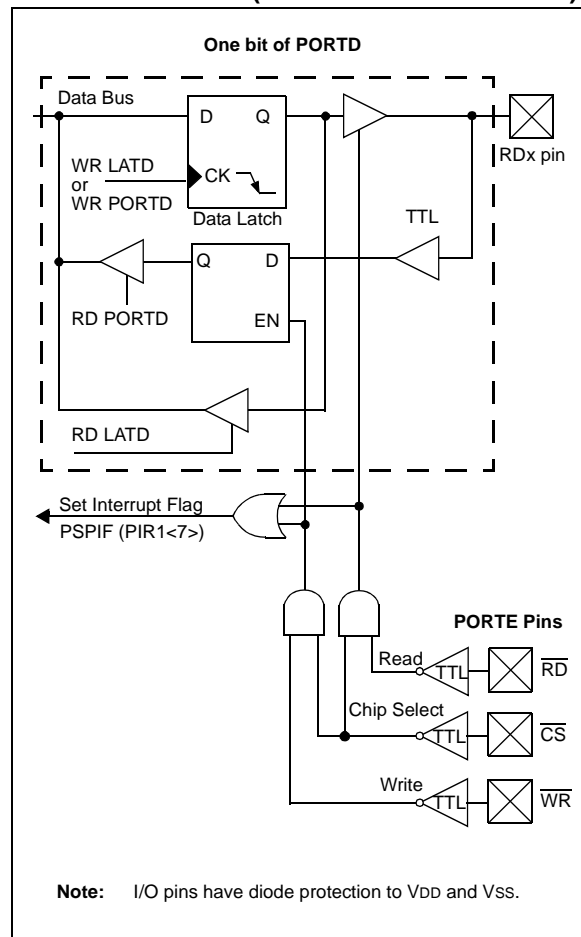 One bit of PORTD
Data Bus
D Q
RDx pin
WR LATD
or
WR PORTD
CK
Data Latch
TTL
Q D
EN
RD PORTD
RD LATD
Set Interrupt Flag
PSPIF (PIR1<7>)
PORTE Pins
Read
TTL
RD
Chip Select
TTL
CS
Write
TTL
WR
Note: I/O pins have diode protection to VDD and VSS.